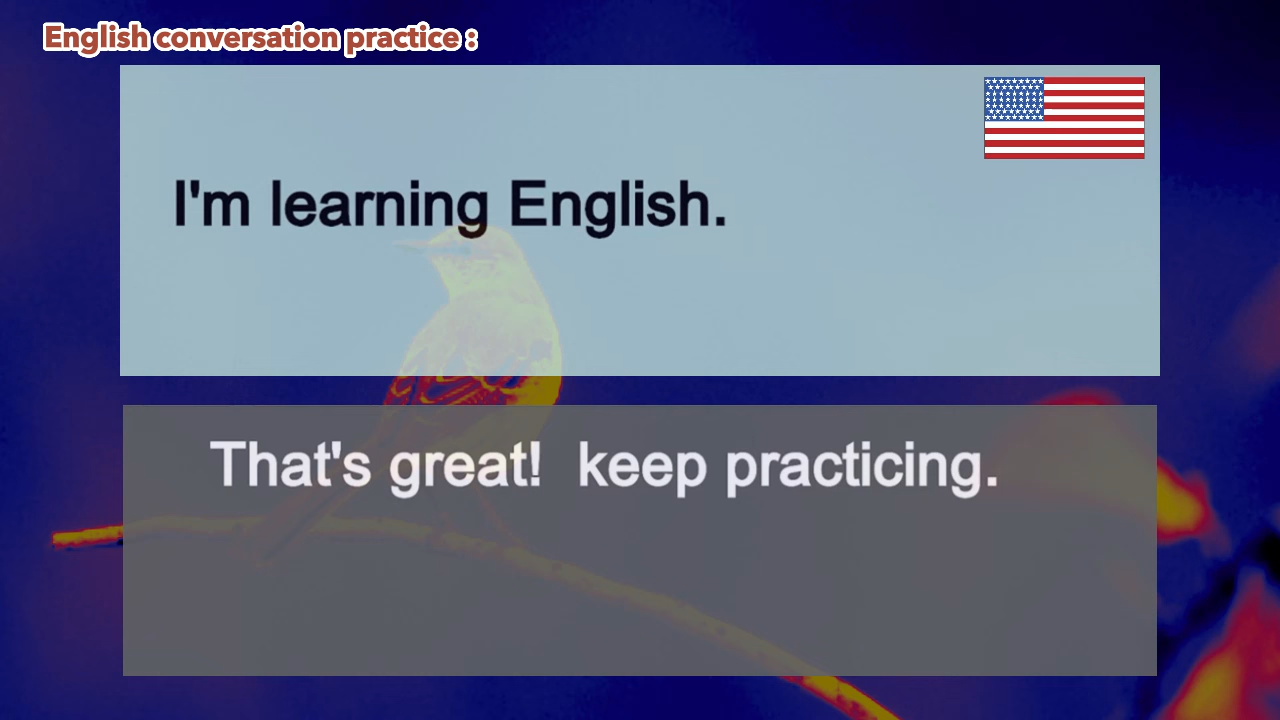 English conversation practice :
I'm learning English.
That's great!  keep practicing.